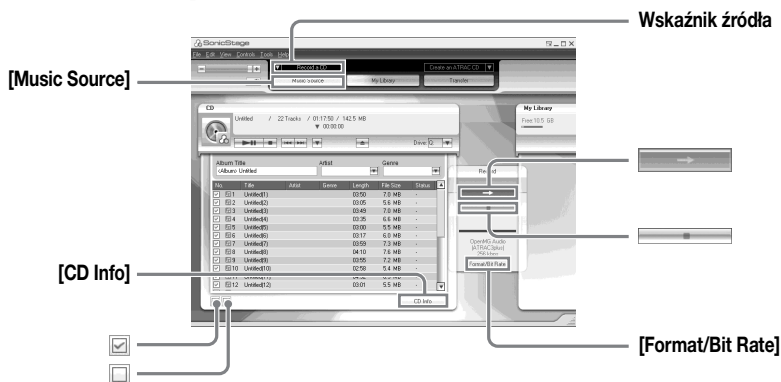 Wskaźnik źródła
SonicStage
File Edit View Controls Tools Help
Record a CD
Create an ATRAC CD
[Music Source]
Music Source
My Library
Transfer
CD
My Library
Untitled / 22 Tracks / 01:17:50 / 142.5 MB
00:00:00
Free:10.5 GB
Drive: Q
Album Title Artist Genre
<Album> Untitled
Record
No. Title Artist Genre Length File Size Status
1 Untitled(1) 03:50 7.0 MB -
2 Untitled(2) 03:05 5.6 MB -
3 Untitled(3) 03:49 7.0 MB -
4 Untitled(4) 03:35 6.6 MB -
5 Untitled(5) 03:00 5.5 MB -
6 Untitled(6) 03:17 6.0 MB -
7 Untitled(7) 03:59 7.3 MB -
8 Untitled(8) 04:10 7.6 MB -
9 Untitled(9) 03:55 7.2 MB -
10 Untitled(10) 02:58 5.4 MB -
12 Untitled(12) 03:01 5.5 MB -
OpenMG Audio
(ATRAC3plus)
256 kbps
Format/Bit Rate
[CD Info]
CD Info
[Format/Bit Rate]